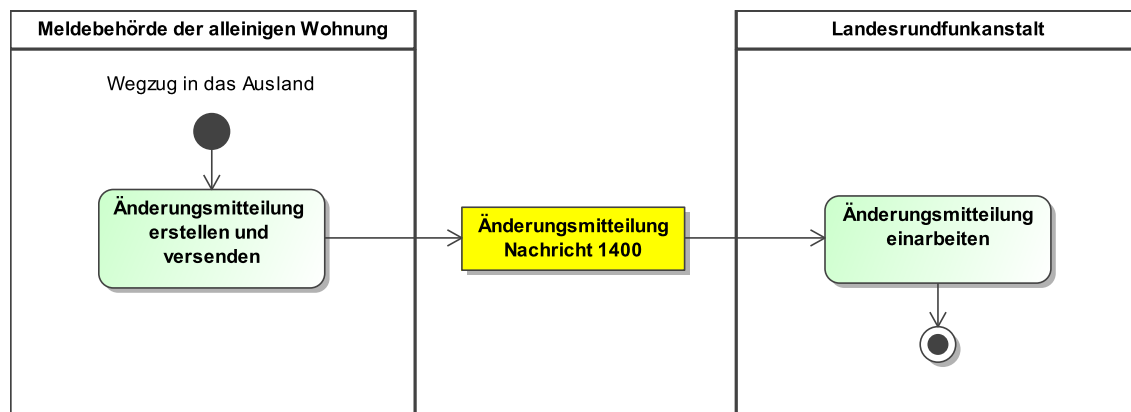 Meldebehörde der alleinigen Wohnung
Landesrundfunkanstalt
Wegzug in das Ausland
Änderungsmitteilung
erstellen und
versenden
Änderungsmitteilung
Nachricht 1400
Änderungsmitteilung
einarbeiten